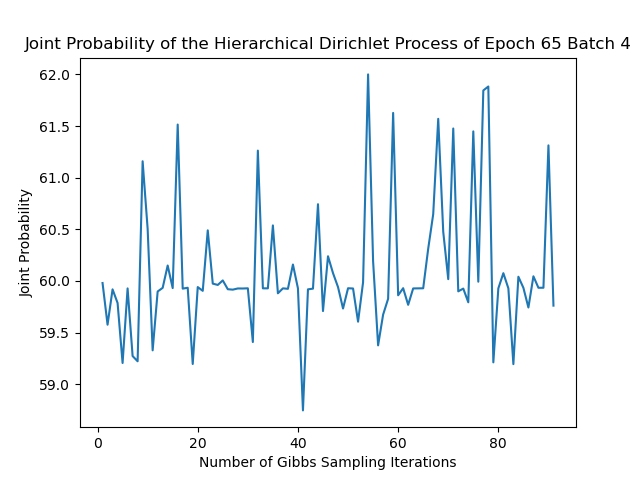 Joint Probability of the Hierarchical Dirichlet Process of Epoch 65 Batch 4
62.0
61.5
61.0
60.5
60.0
59.5
59.0
Joint Probability
0 20 40 60 80
Number of Gibbs Sampling Iterations